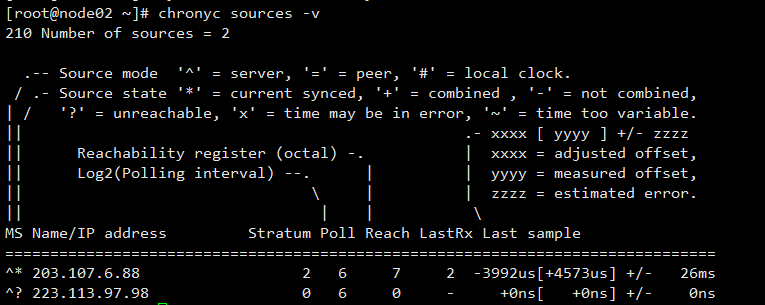 [root@node02 ~]# chronyc sources -v
210 Number of sources = 2

  .-- Source mode  '^' = server, '=' = peer, '#' = local clock.
 / .- Source state '*' = current synced, '+' = combined , '-' = not combined,
| /   '?' = unreachable, 'x' = time may be in error, '~' = time too variable.
||                                                 .- xxxx [ yyyy ] +/- zzzz
||      Reachability register (octal) -.           |  xxxx = adjusted offset,
||      Log2(Polling interval) --.      |          |  yyyy = measured offset,
||                                \     |          |  zzzz = estimated error.
||                                 |    |           \
MS Name/IP address         Stratum Poll Reach LastRx Last sample
===============================================================================
^* 203.107.6.88                  2   6     7     2  -3992us[+4573us] +/-   26ms
^? 223.113.97.98                 0   6     0     -     +0ns[   +0ns] +/-    0ns